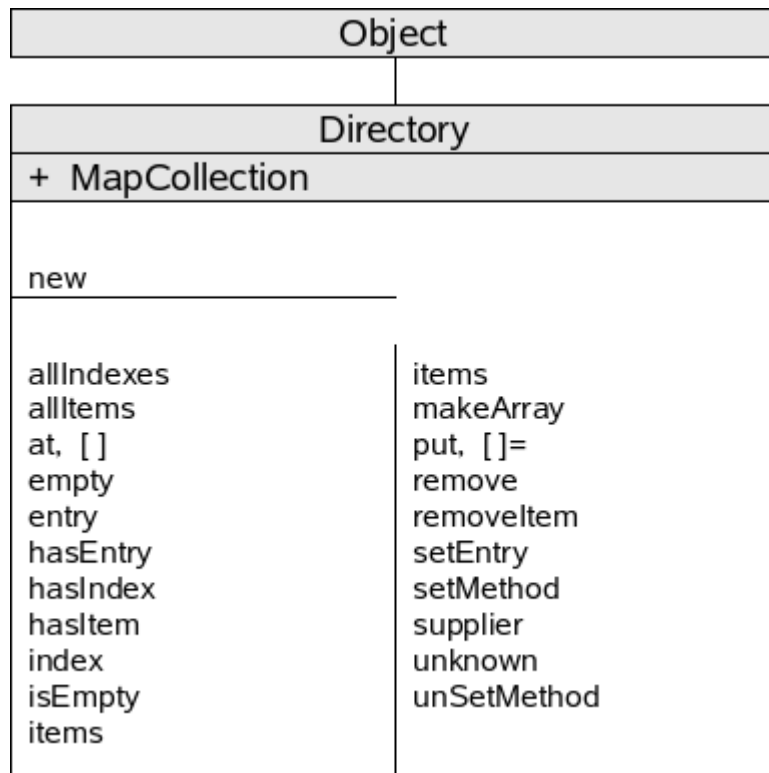 Object
Directory
+ MapCollection
new
allIndexes
allItems
at, []
empty
entry
hasEntry
hasIndex
hasItem
index
isEmpty
items
items
makeArray
put, []=
remove
removeItem
setEntry
setMethod
supplier
unknown
unSetMethod